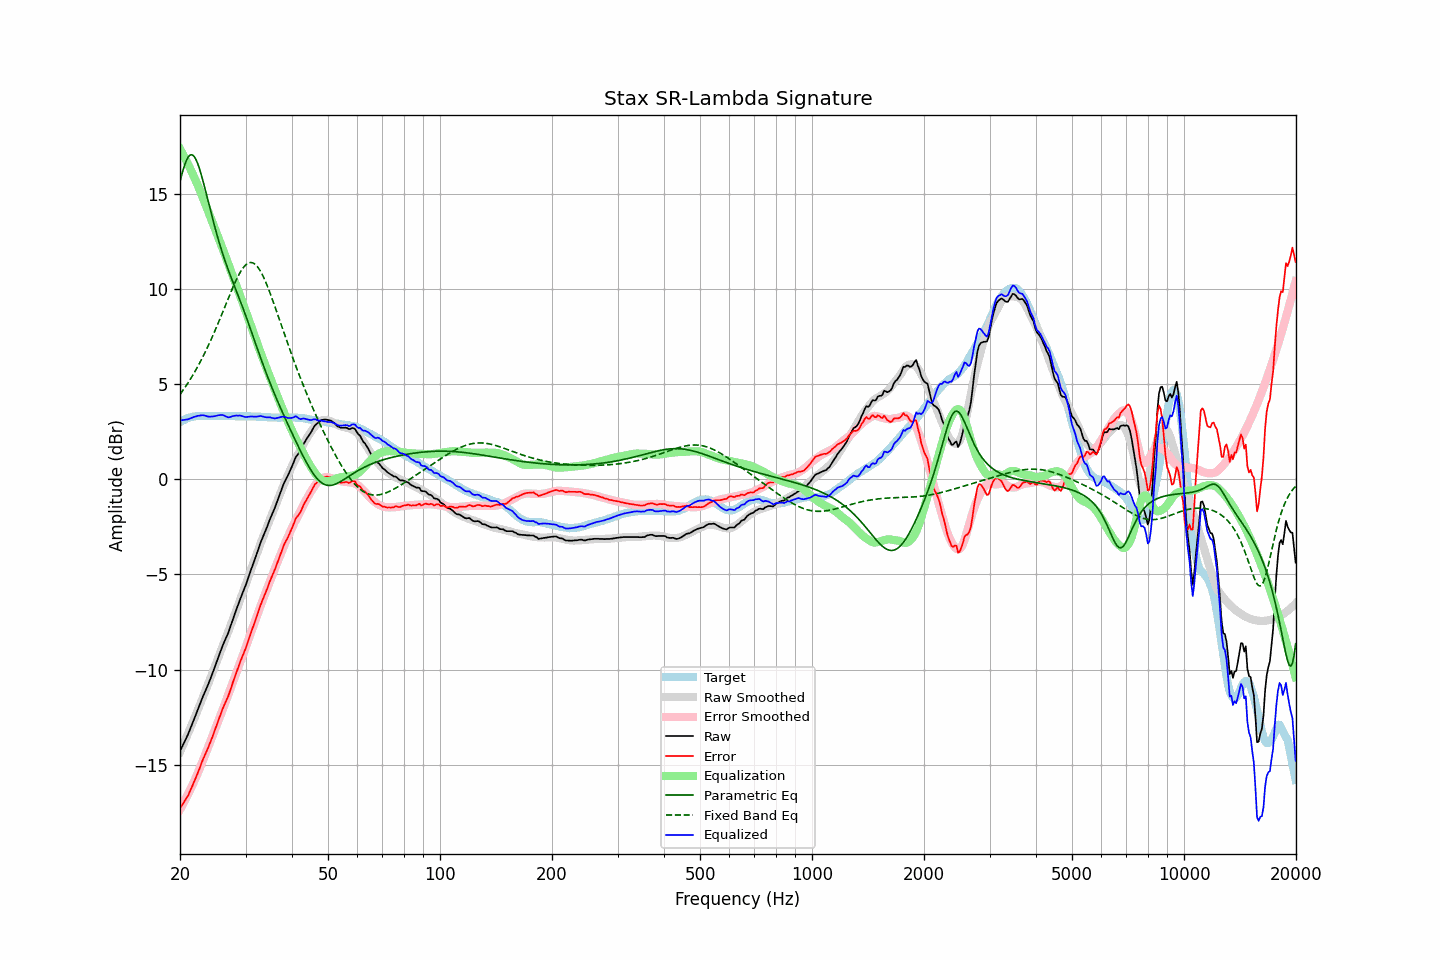 Stax SR-Lambda Signature
Amplitude (dBr)
15
10
5
0
−5
−10
−15
Target
Raw Smoothed
Error Smoothed
Raw
Error
Equalization
Parametric Eq
Fixed Band Eq
Equalized
20 50 100 200 500 1000 2000 5000 10000 20000
Frequency (Hz)